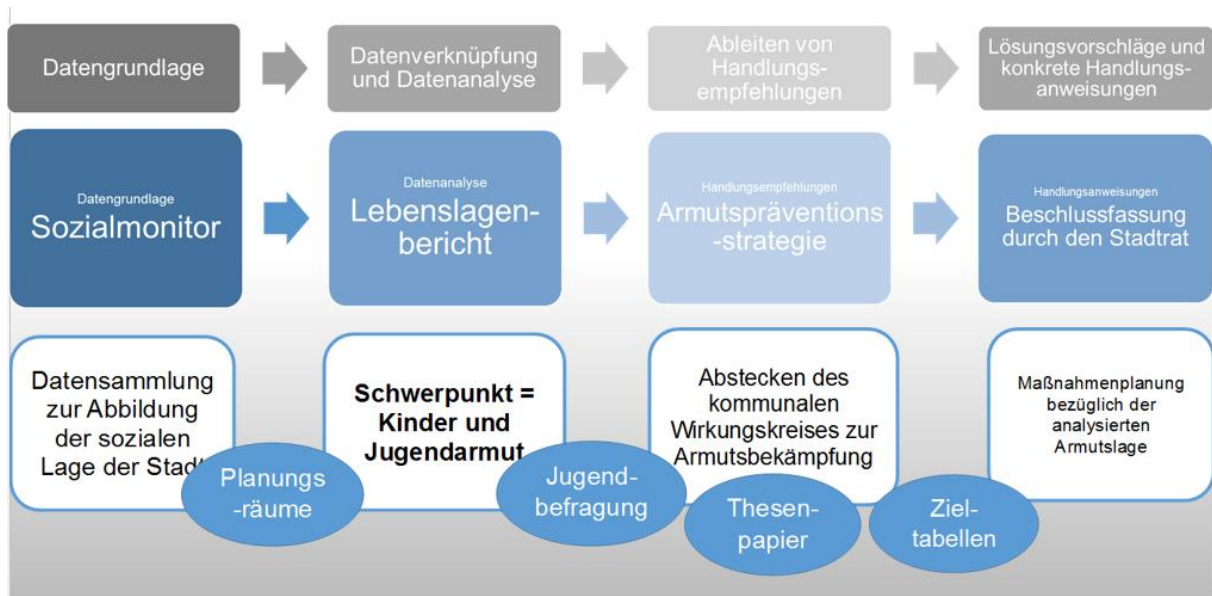 Datengrundlage
Datenverknüpfung
und Datenanalyse
Ableiten von
Handlungs-
empfehlungen
Lösungsvorschläge und
konkrete Handlungs-
anweisungen
Datengrundlage
Sozialmonitor
Datenanalyse
Lebenslagen-
bericht
Handlungsempfehlungen
Armutspräventions
-strategie
Handlungsanweisungen
Beschlussfassung
durch den Stadtrat
Datensammlung
zur Abbildung
der sozialen
Lage der Stadt
Schwerpunkt =
Kinder und
Jugendarmut
Abstecken des
kommunalen
Wirkungskreises zur
Armutsbekämpfung
Maßnahmenplanung
bezüglich der
analysierten
Armutslage
Planungs
-räume
Jugend-
befragung
Thesen-
papier
Ziel-
tabellen